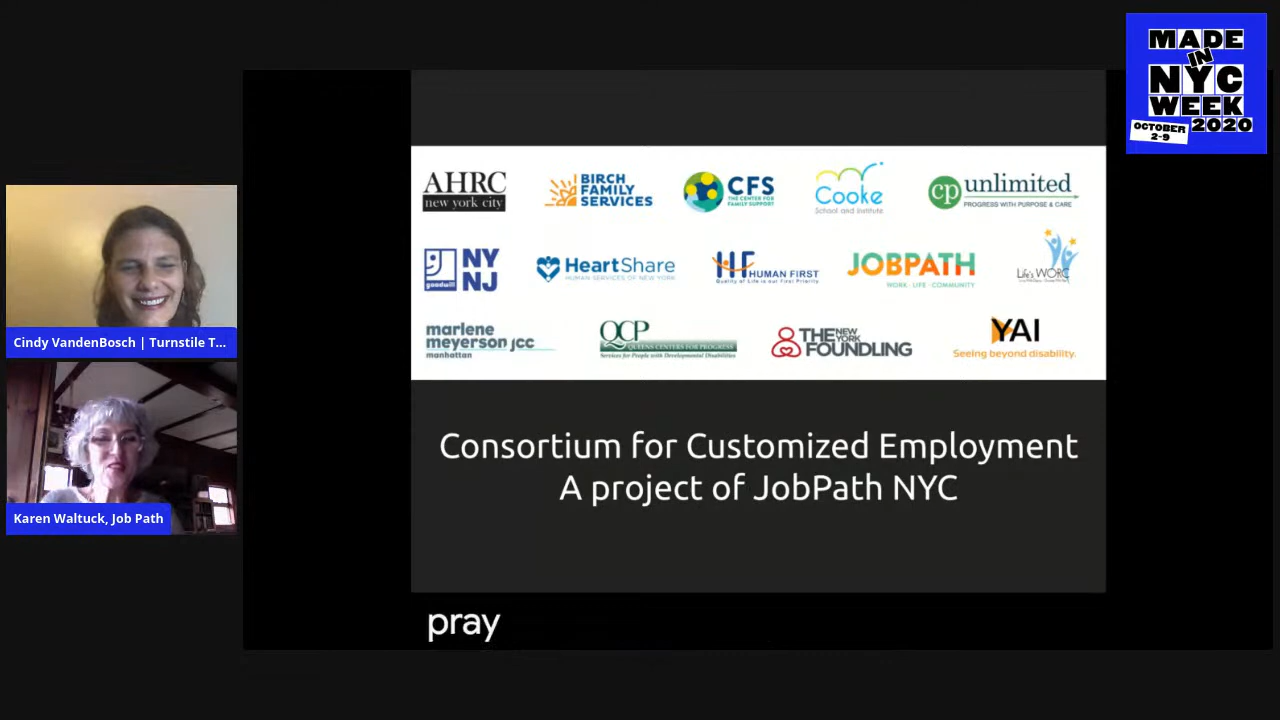 MADE
IN
NYC
WEEK
2020
OCTOBER
2-9
AHRC
new york city
BIRCH
FAMILY
SERVICES
CFS
THE CENTER FOR
FAMILY SUPPORT
Cooke
School and Institute
cp unlimited
PROGRESS WITH PURPOSE & CARE
goodwill
NY
NJ
HeartShare
HUMAN SERVICES OF NEW YORK
HF HUMAN FIRST
Quality of Life is our First Priority
JOBPATH
WORK · LIFE · COMMUNITY
Life's WORC
marlene
meyerson jcc
manhattan
QCP
QUEENS CENTERS FOR PROGRESS
Services for People with Developmental Disabilities
THE NEW YORK
FOUNDLING
YAI
Seeing beyond disability.
Cindy VandenBosch | Turnstile T...
Karen Waltuck, Job Path
Consortium for Customized Employment
A project of JobPath NYC
pray